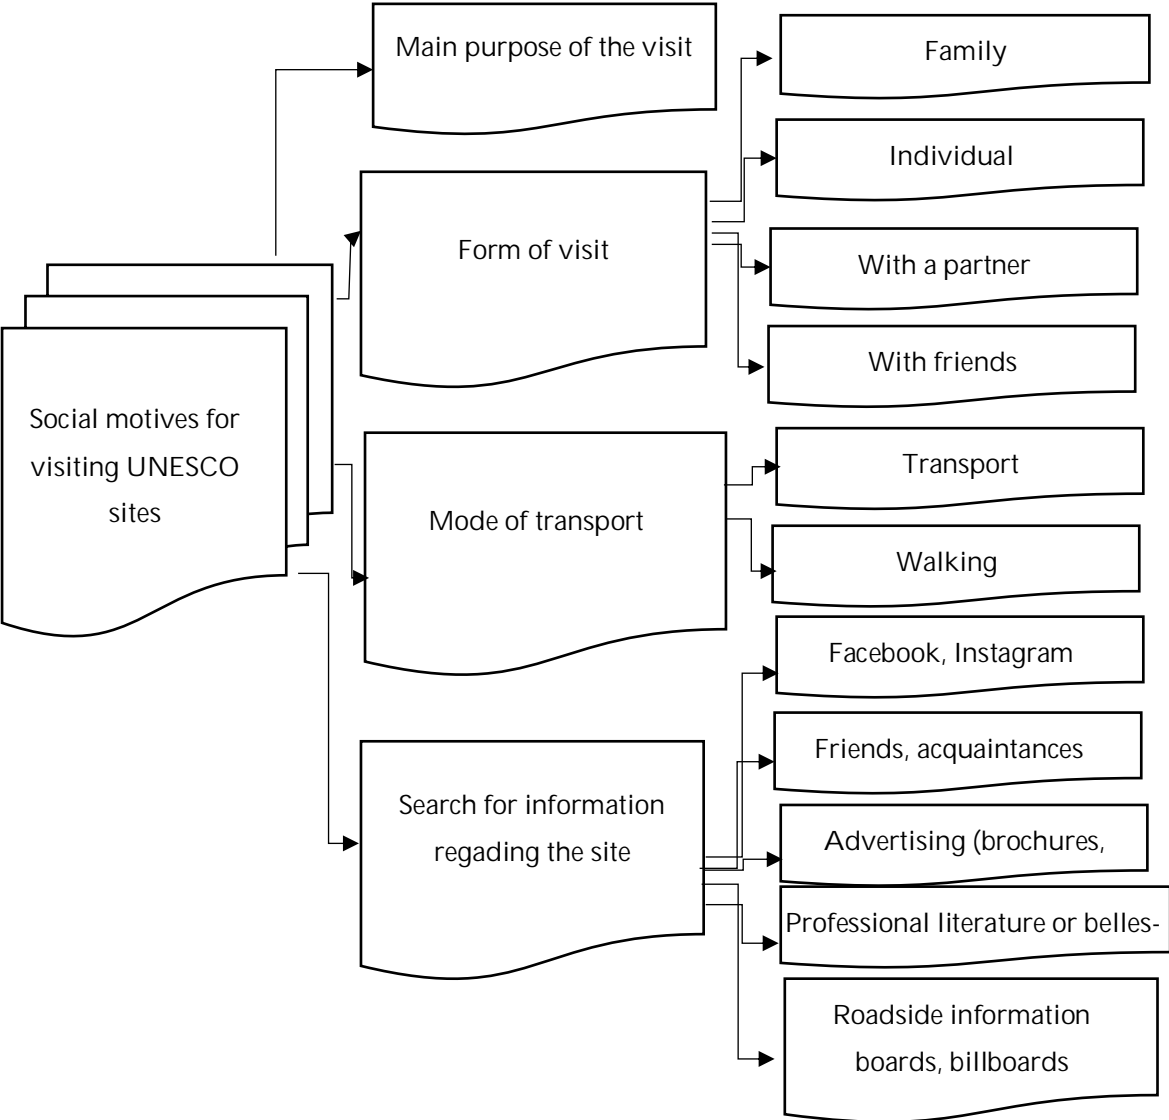 Main purpose of the visit
Family
Individual
Form of visit
With a partner
With friends
Social motives for
visiting UNESCO
sites
Transport
Mode of transport
Walking
Facebook, Instagram
Friends, acquaintances
Search for information
regading the site
Advertising (brochures,
Professional literature or belles-
Roadside information
boards, billboards